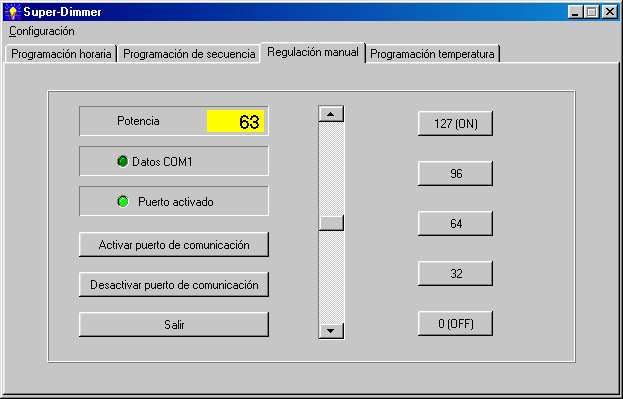 Super-Dimmer
Configuración
Programación horaria Programación de secuencia Regulación manual Programación temperatura
Potencia 63
Datos COM1
Puerto activado
Activar puerto de comunicación
Desactivar puerto de comunicación
Salir
127 (ON)
96
64
32
0 (OFF)